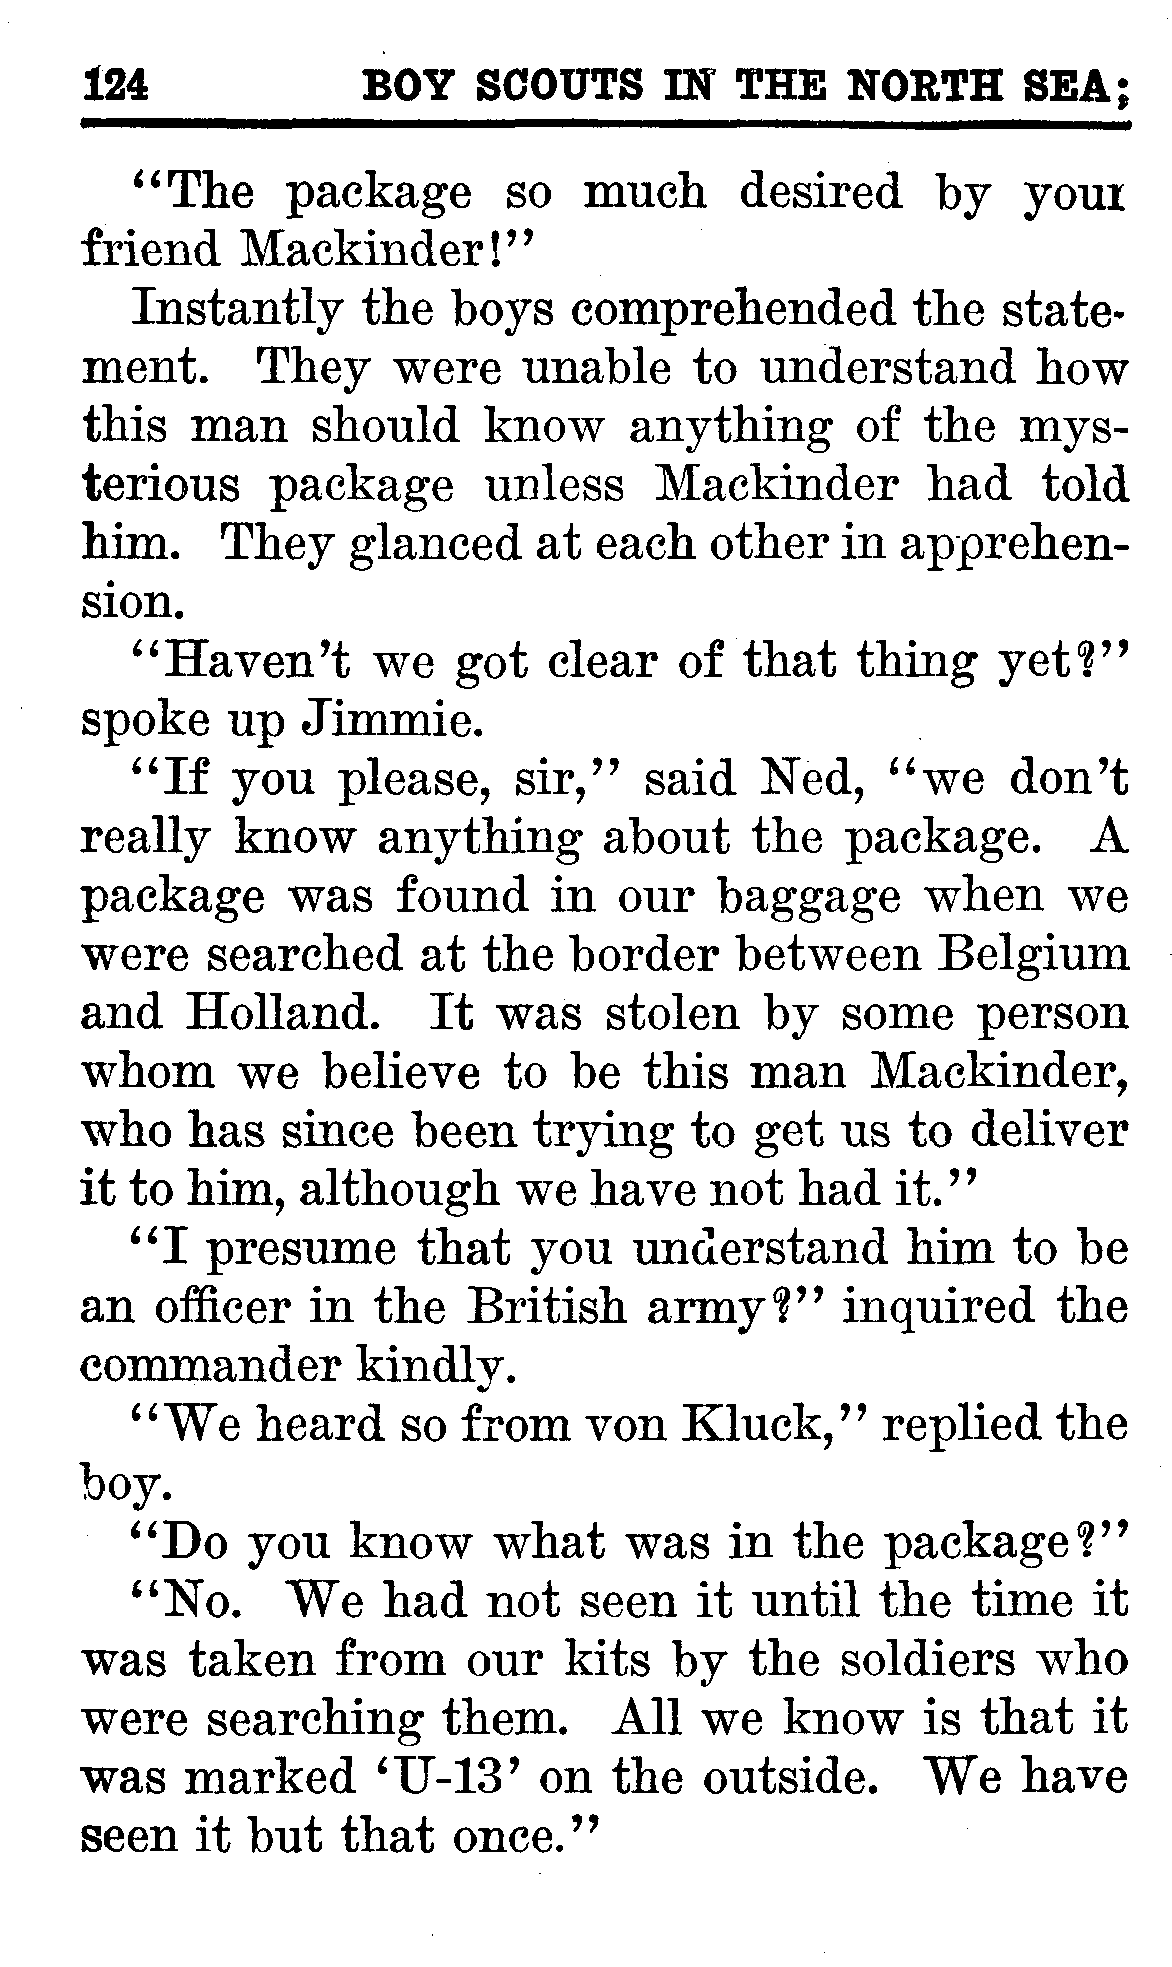 124 BOY SCOUTS IN THE NORTH SEA;
"The package so much desired by your
friend Mackinder!"
Instantly the boys comprehended the state-
ment. They were unable to understand how
this man should know anything of the mys-
terious package unless Mackinder had told
him. They glanced at each other in apprehen-
sion.
"Haven't we got clear of that thing yet?"
spoke up Jimmie.
"If you please, sir," said Ned, "we don't
really know anything about the package. A
package was found in our baggage when we
were searched at the border between Belgium
and Holland. It was stolen by some person
whom we believe to be this man Mackinder,
who has since been trying to get us to deliver
it to him, although we have not had it."
"I presume that you understand him to be
an officer in the British army?" inquired the
commander kindly.
"We heard so from von Kluck," replied the
boy.
"Do you know what was in the package?"
"No. We had not seen it until the time it
was taken from our kits by the soldiers who
were searching them. All we know is that it
was marked 'U-13' on the outside. We have
seen it but that once."